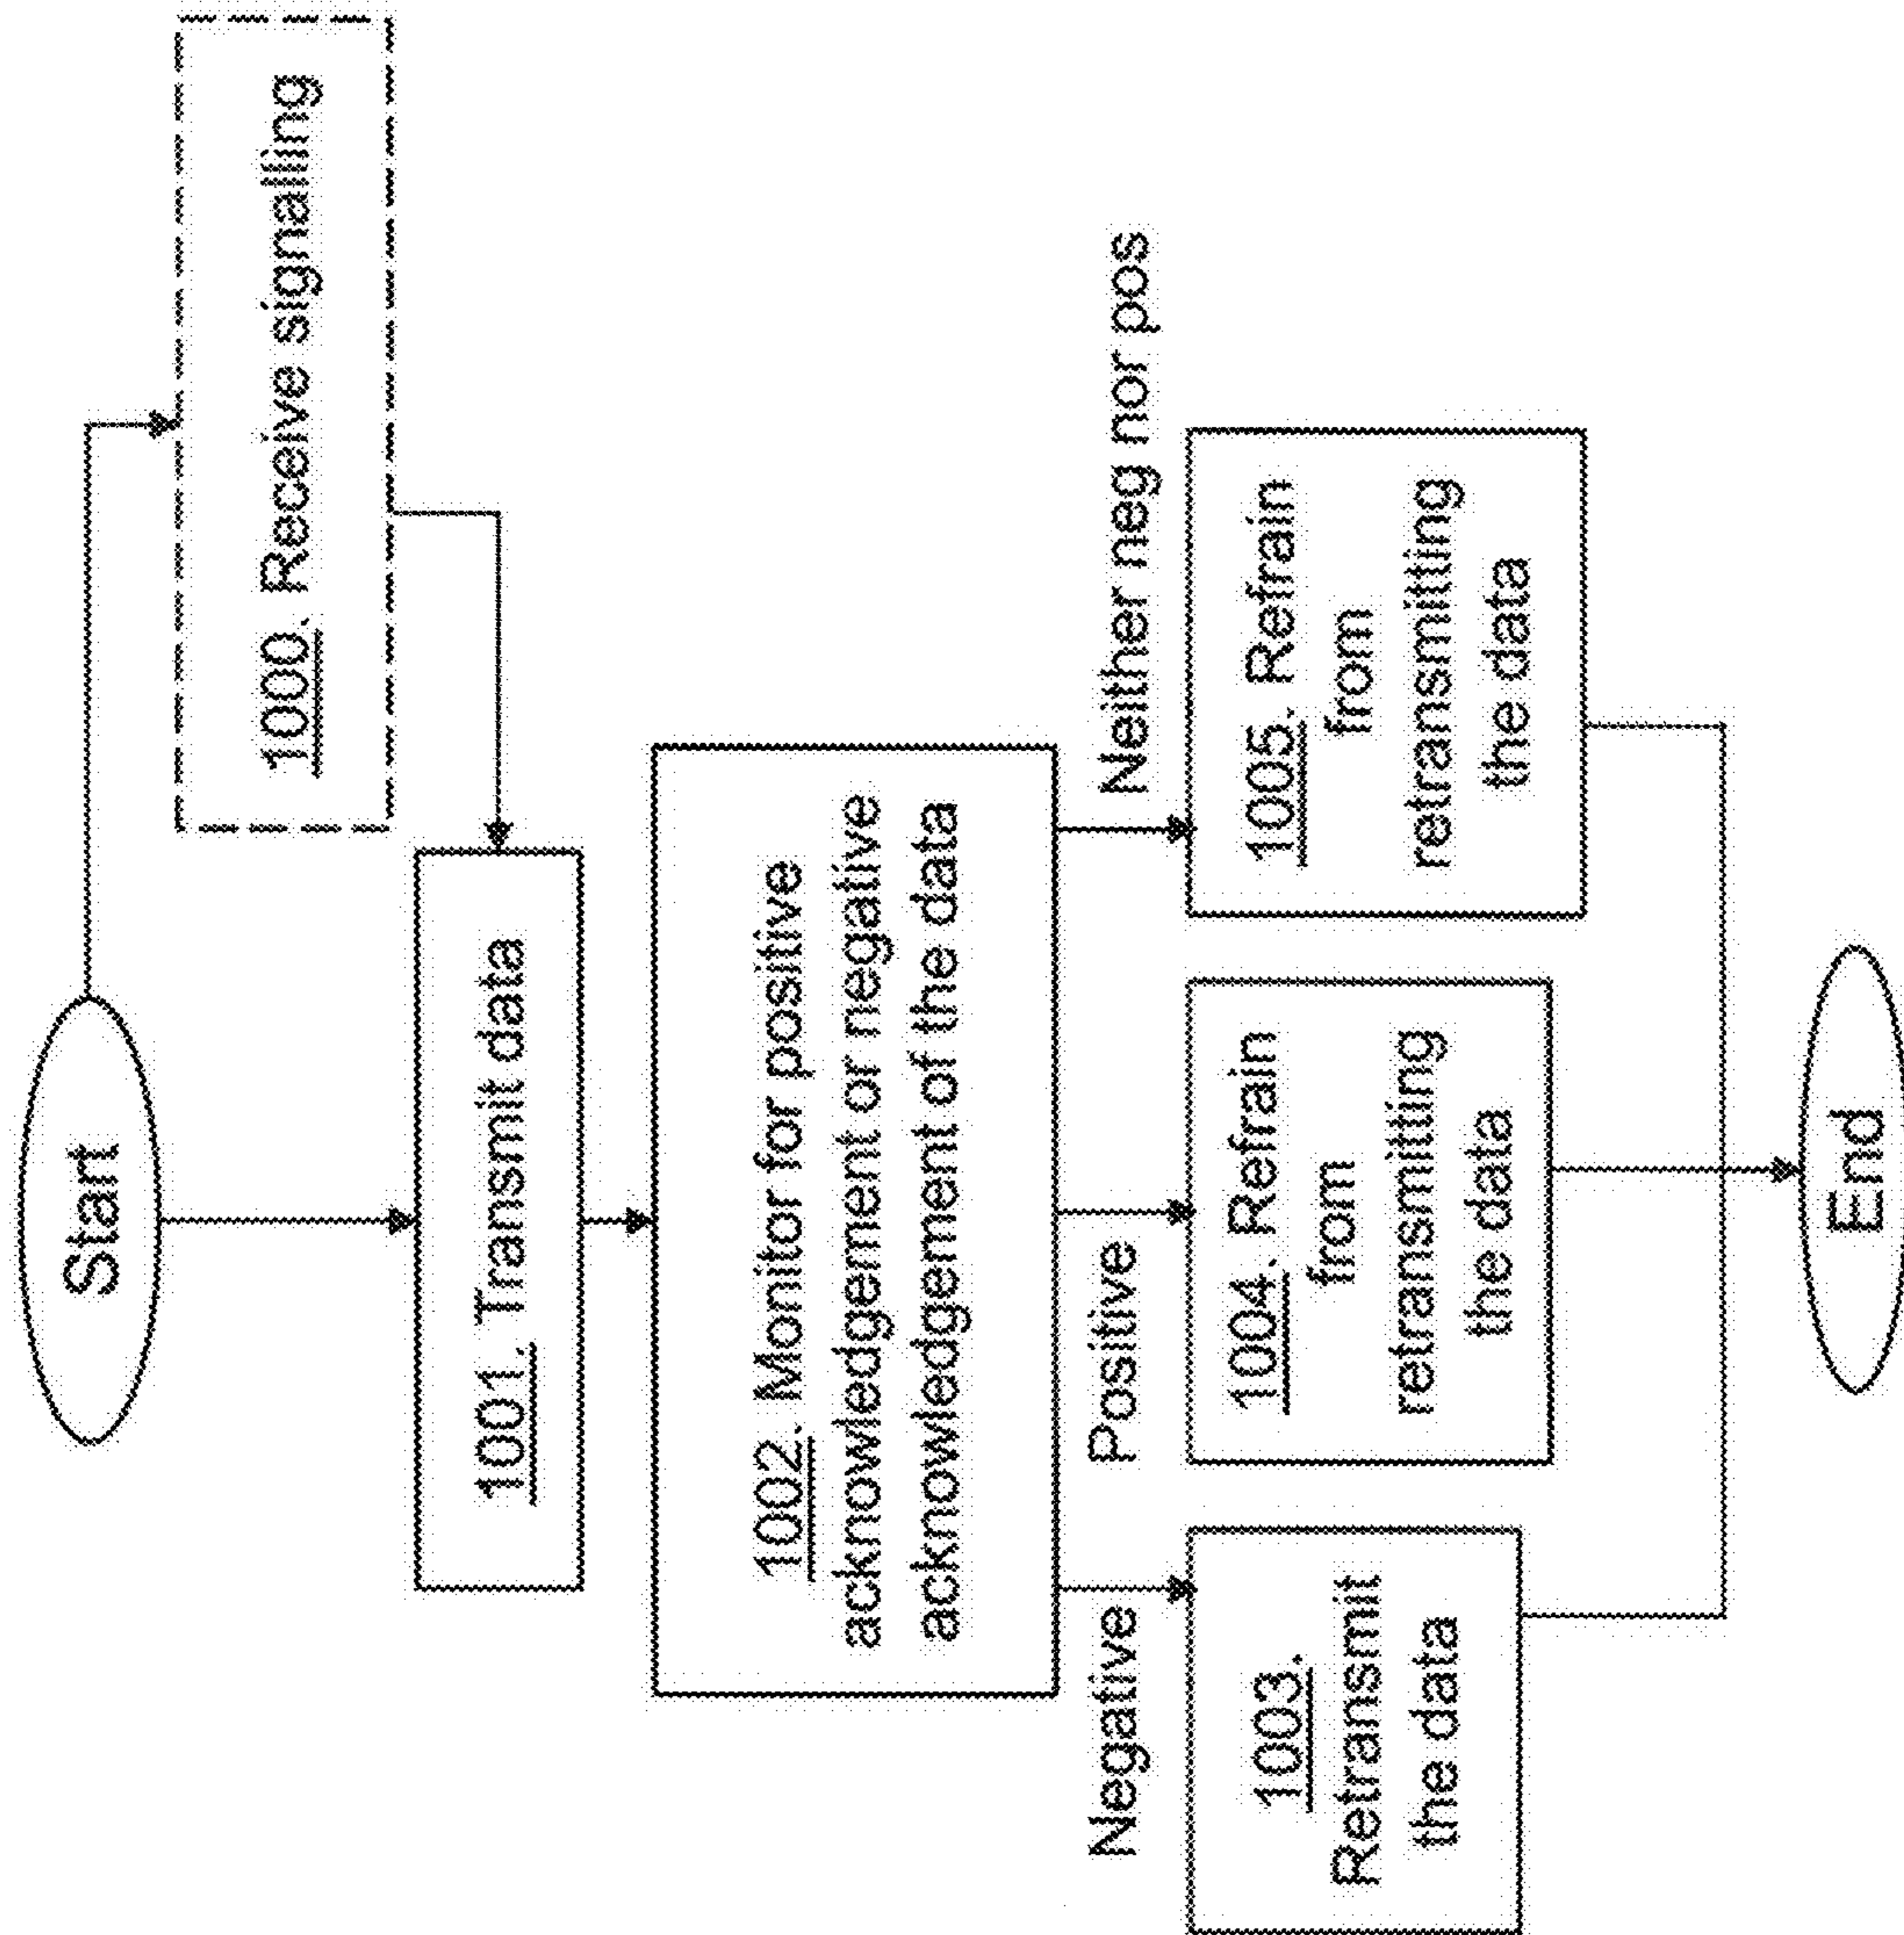 Start
1000. Receive signalling
1001. Transmit data
1002. Monitor for positive
acknowledgement or negative
acknowledgement of the data
Negative
Positive
Neither neg nor pos
1003.
Retransmit
the data
1004. Refrain
from
retransmitting
the data
1005. Refrain
from
retransmitting
the data
End